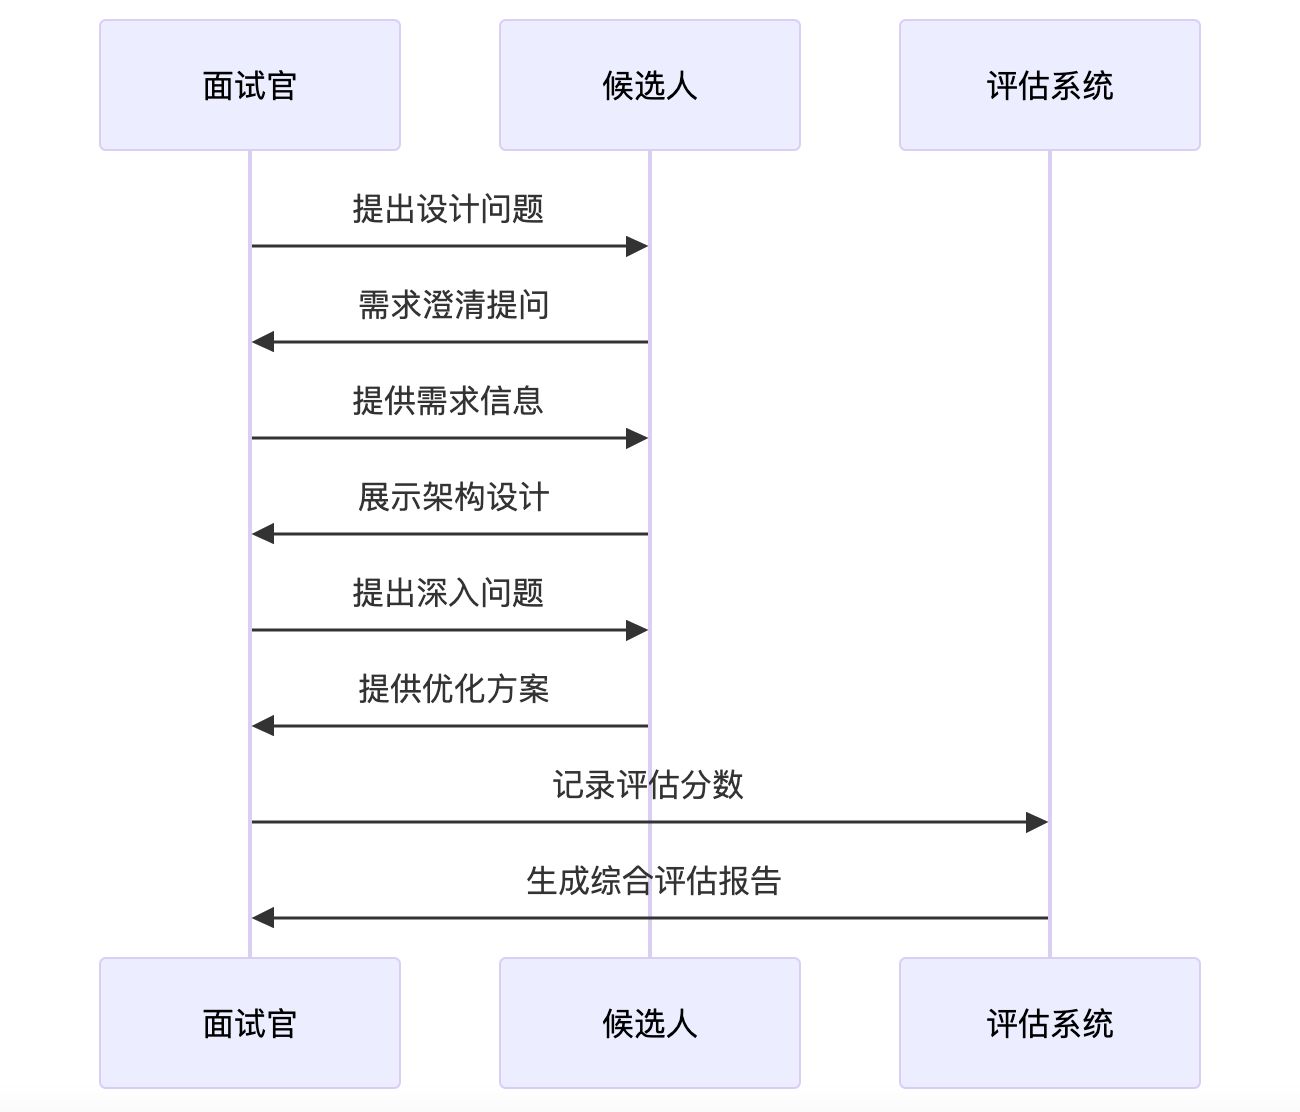 面试官
候选人
评估系统
提出设计问题
需求澄清提问
提供需求信息
展示架构设计
提出深入问题
提供优化方案
记录评估分数
生成综合评估报告
面试官
候选人
评估系统